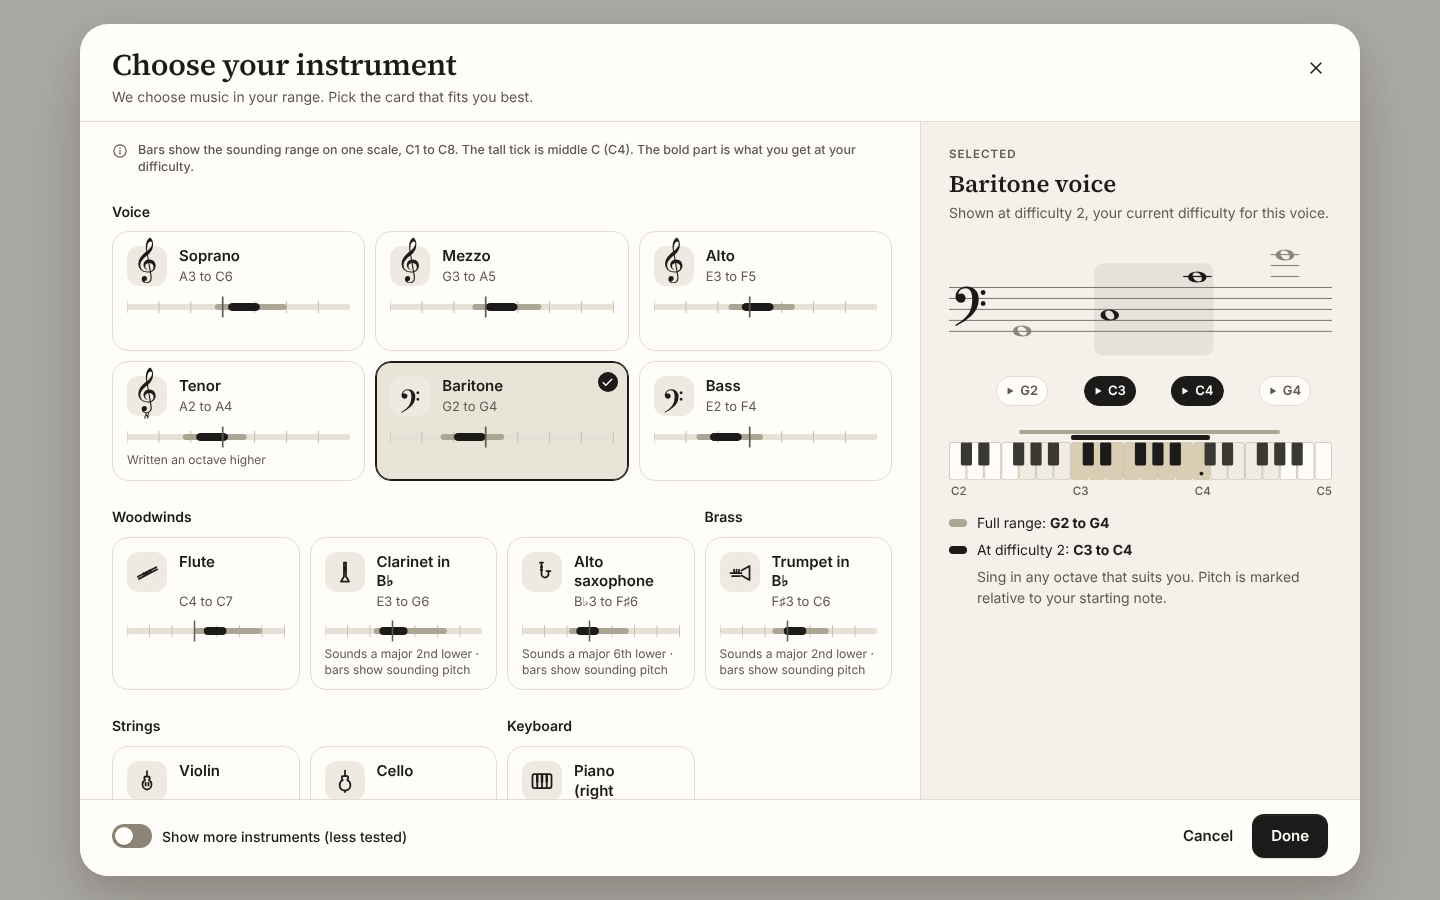 Choose your instrument
We choose music in your range. Pick the card that fits you best.
Bars show the sounding range on one scale, C1 to C8. The tall tick is middle C (C4). The bold part is what you get at your
difficulty.
Voice
Soprano
A3 to C6
Mezzo
G3 to A5
Alto
E3 to F5
Tenor
A2 to A4
Written an octave higher
Baritone
G2 to G4
Bass
E2 to F4
Woodwinds
Brass
Flute
C4 to C7
Clarinet in
B♭
E3 to G6
Sounds a major 2nd lower ·
bars show sounding pitch
Alto
saxophone
B♭3 to F♯6
Sounds a major 6th lower ·
bars show sounding pitch
Trumpet in
B♭
F♯3 to C6
Sounds a major 2nd lower ·
bars show sounding pitch
Strings
Keyboard
Violin
Cello
Piano
(right
SELECTED
Baritone voice
Shown at difficulty 2, your current difficulty for this voice.
G2
C3
C4
G4
C2
C3
C4
C5
Full range: G2 to G4
At difficulty 2: C3 to C4
Sing in any octave that suits you. Pitch is marked
relative to your starting note.
Show more instruments (less tested)
Cancel
Done